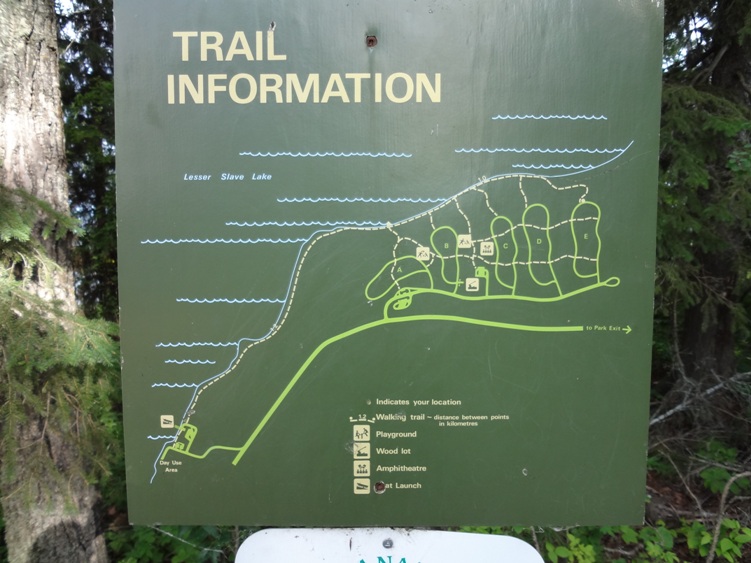 TRAIL
INFORMATION
Lesser Slave Lake
A
B
C
D
E
to Park Exit
Day Use
Area
Indicates your location
Walking trail – distance between points
in kilometres
Playground
Wood lot
Amphitheatre
at Launch
ANA